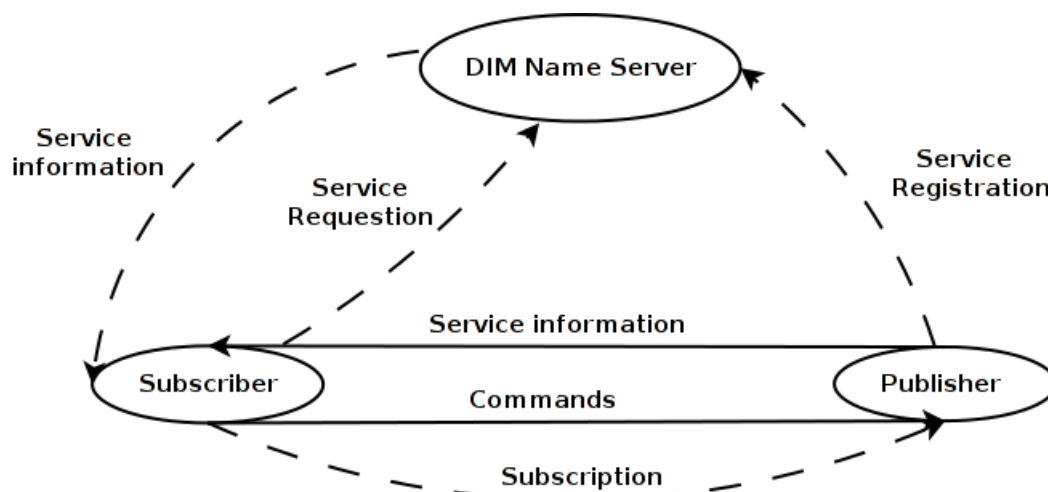 DIM Name Server
Service
information
Service
Requestion
Service
Registration
Service information
Subscriber
Publisher
Commands
Subscription